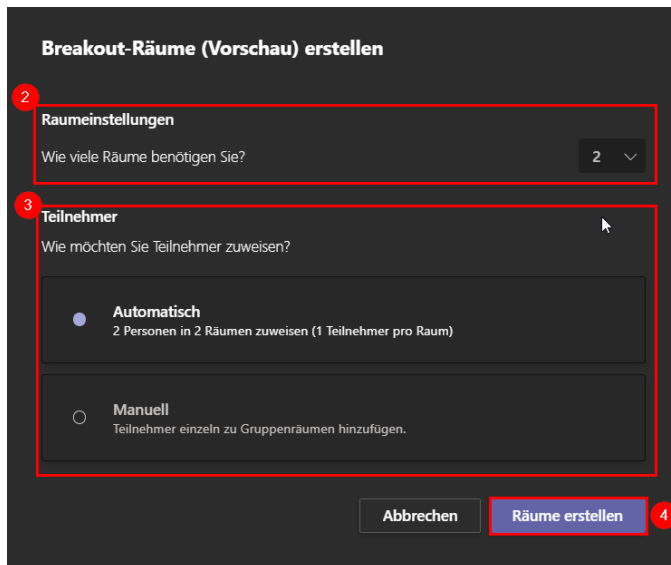 Breakout-Räume (Vorschau) erstellen
2
Raumeinstellungen
Wie viele Räume benötigen Sie?
2
3
Teilnehmer
Wie möchten Sie Teilnehmer zuweisen?
Automatisch
2 Personen in 2 Räumen zuweisen (1 Teilnehmer pro Raum)
Manuell
Teilnehmer einzeln zu Gruppenräumen hinzufügen.
Abbrechen
Räume erstellen
4